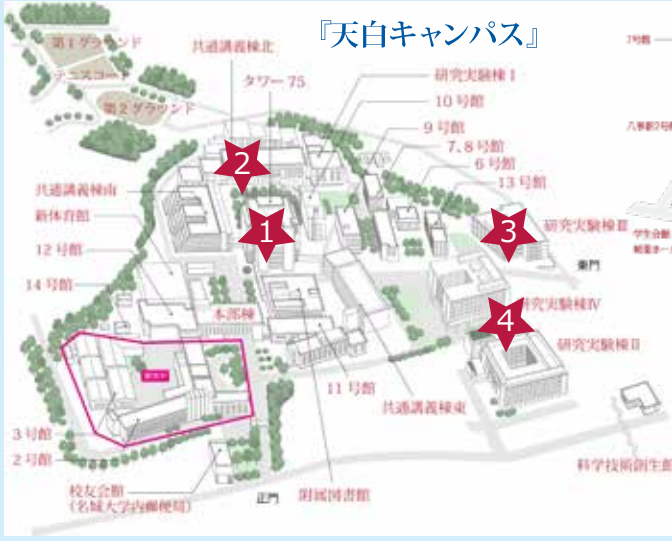 『天白キャンパス』
第1グラウンド
テニスコート
第2グラウンド
共通講義棟北
タワー75
研究実験棟Ⅰ
10号館
9号館
7、8号館
6号館
13号館
7号館
2
共通講義棟南
新体育館
12号館
14号館
1
3
研究実験棟Ⅲ
東門
学生会館
本部棟
4
研究実験棟Ⅳ
研究実験棟Ⅱ
11号館
共通講義棟東
3号館
2号館
校友会館
(名城大学内郵便局)
正門
附属図書館
科学技術創生館